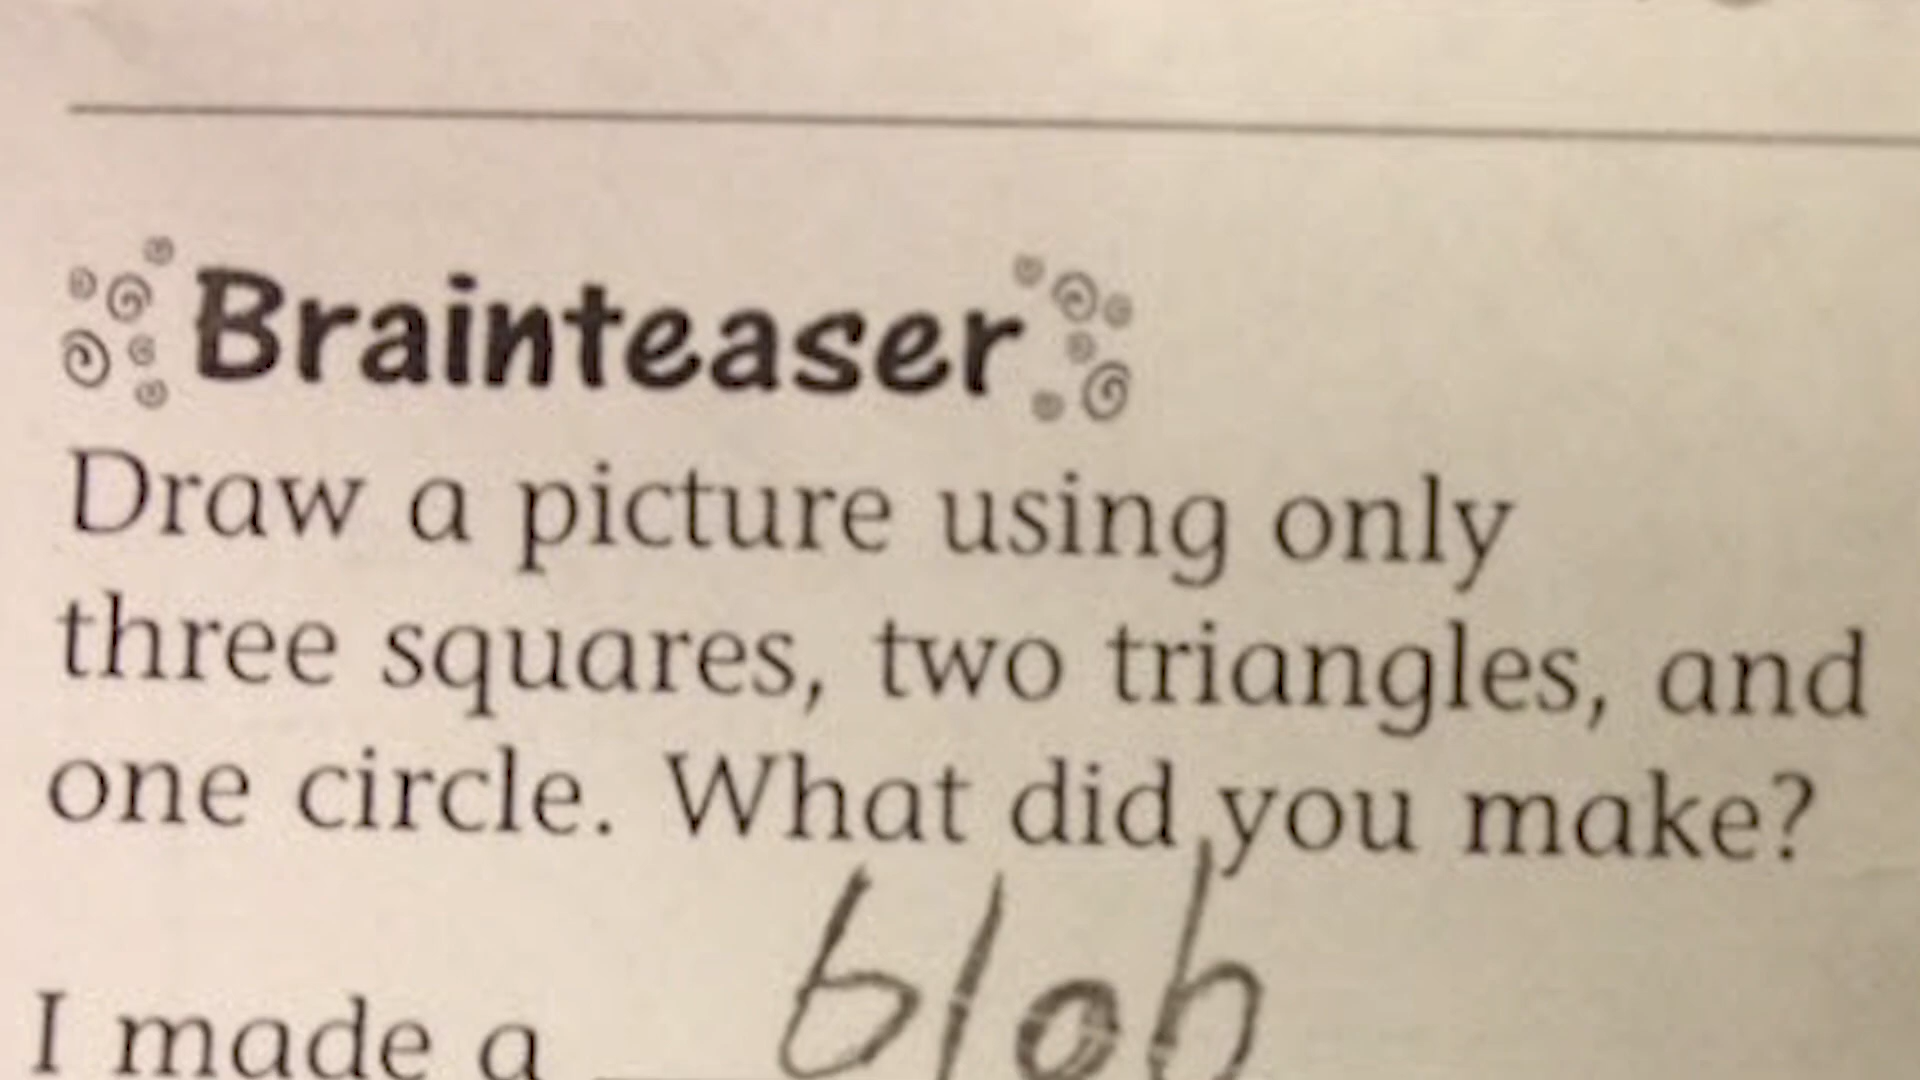 Brainteaser
Draw a picture using only
three squares, two triangles, and
one circle. What did you make?
I made a blob